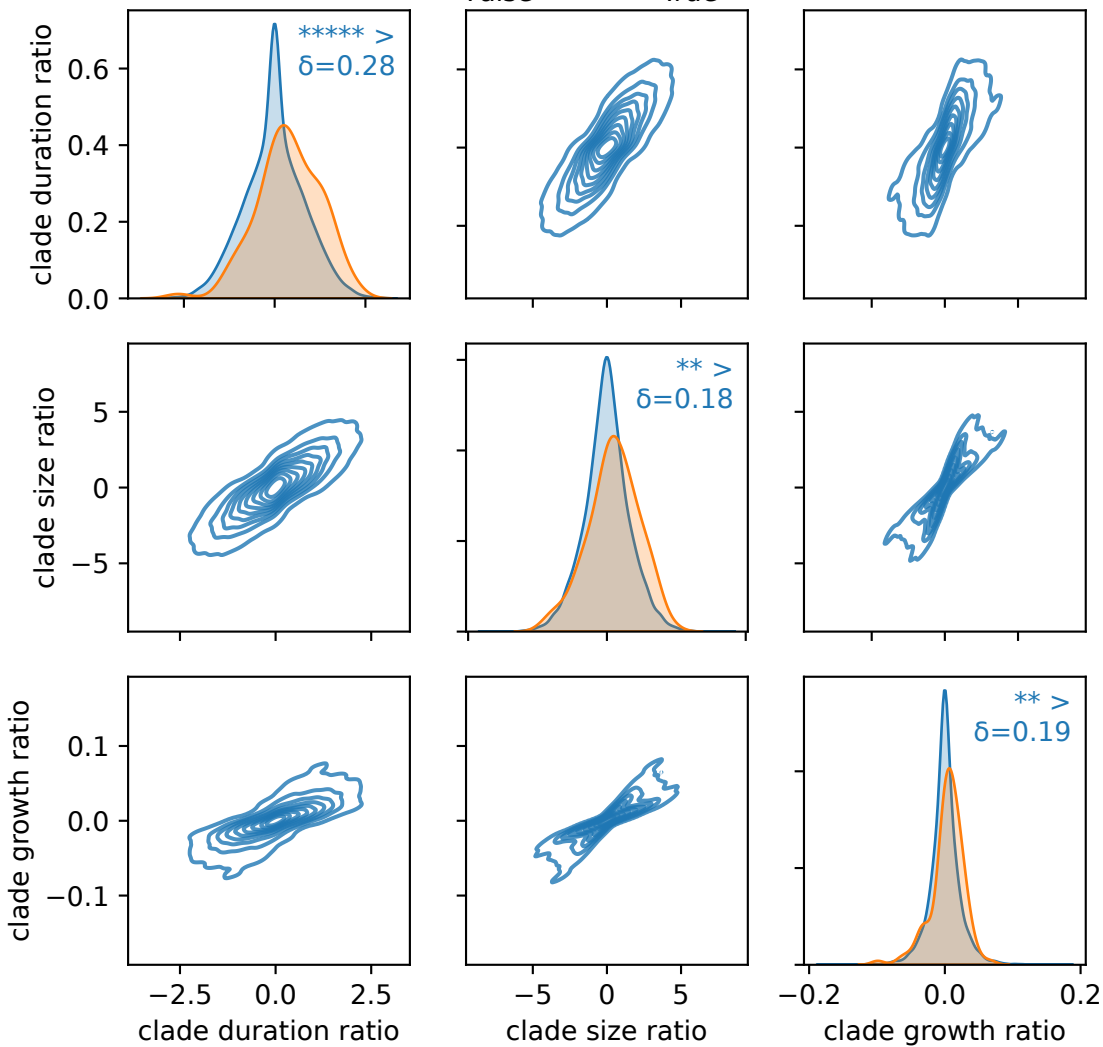 clade duration ratio
0.6
0.4
0.2
0.0
***** >
δ=0.28
clade size ratio
5
0
−5
** >
δ=0.18
clade growth ratio
0.1
0.0
−0.1
** >
δ=0.19
−2.5 0.0 2.5
−5 0 5
−0.2 0.0 0.2
clade duration ratio
clade size ratio
clade growth ratio